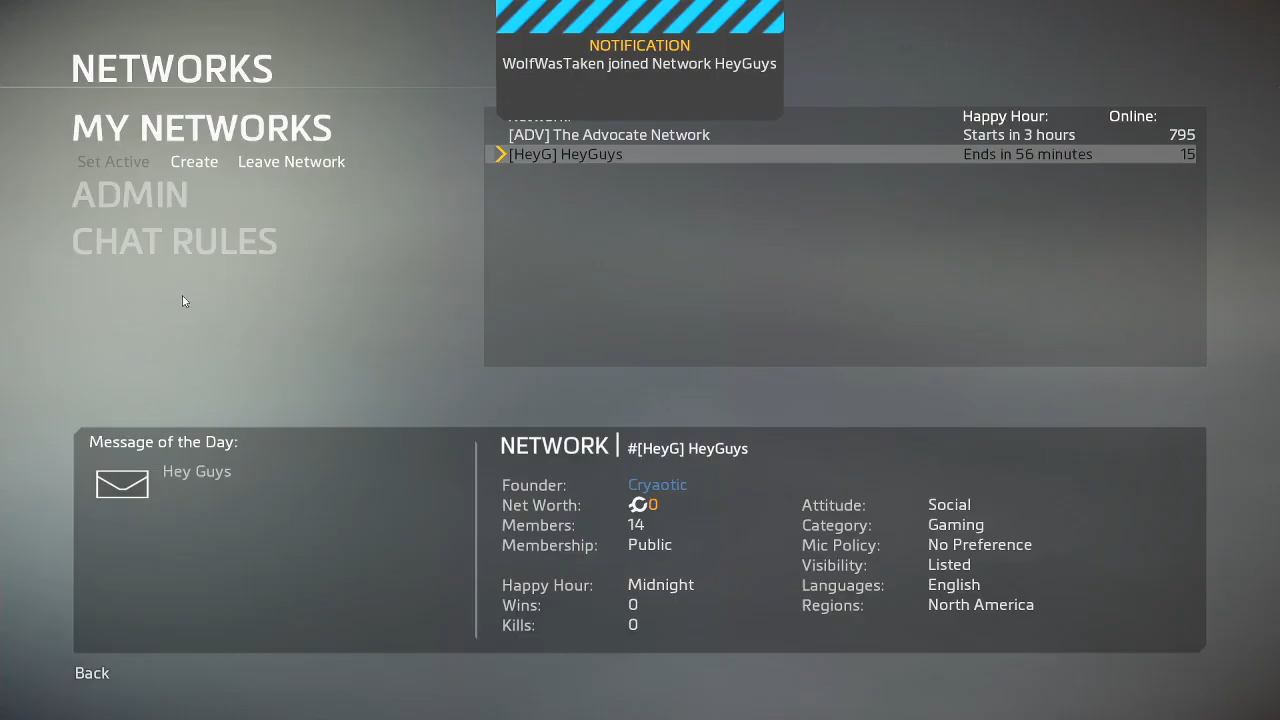 NOTIFICATION
WolfWasTaken joined Network HeyGuys
NETWORKS
MY NETWORKS
Set Active Create Leave Network
ADMIN
CHAT RULES
Network: Happy Hour: Online:
[ADV] The Advocate Network Starts in 3 hours 795
[HeyG] HeyGuys Ends in 56 minutes 15
Message of the Day:
Hey Guys
NETWORK | #[HeyG] HeyGuys
Founder: Cryaotic
Net Worth: 0
Members: 14
Membership: Public
Happy Hour: Midnight
Wins: 0
Kills: 0
Attitude: Social
Category: Gaming
Mic Policy: No Preference
Visibility: Listed
Languages: English
Regions: North America
Back